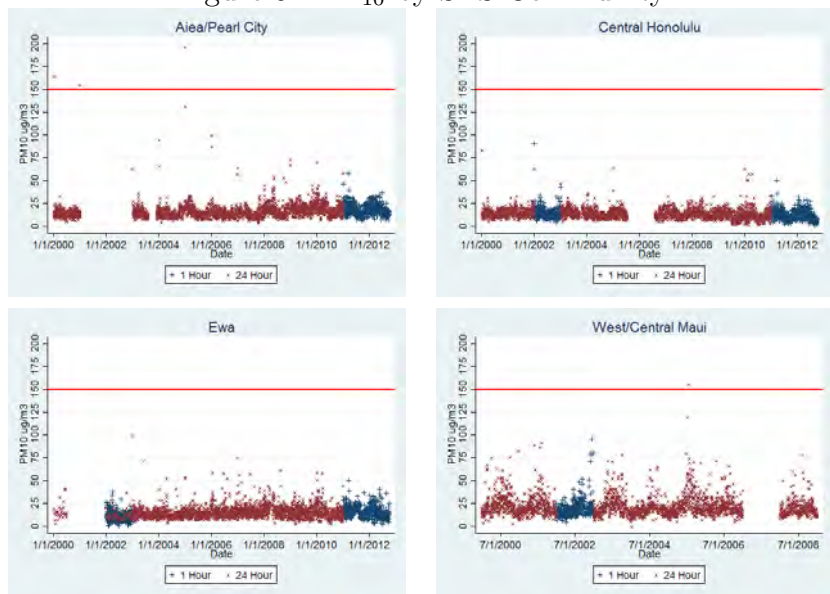 Aiea/Pearl City
PM10 ug/m3
0 25 50 75 100 125 150 175 200
1/1/2000 1/1/2002 1/1/2004 1/1/2006 1/1/2008 1/1/2010 1/1/2012
Date
+ 1 Hour × 24 Hour
Central Honolulu
PM10 ug/m3
0 25 50 75 100 125 150 175 200
1/1/2000 1/1/2002 1/1/2004 1/1/2006 1/1/2008 1/1/2010 1/1/2012
Date
+ 1 Hour × 24 Hour
Ewa
PM10 ug/m3
0 25 50 75 100 125 150 175 200
1/1/2000 1/1/2002 1/1/2004 1/1/2006 1/1/2008 1/1/2010 1/1/2012
Date
+ 1 Hour × 24 Hour
West/Central Maui
PM10 ug/m3
0 25 50 75 100 125 150 175 200
7/1/2000 7/1/2002 7/1/2004 7/1/2006 7/1/2008
Date
+ 1 Hour × 24 Hour